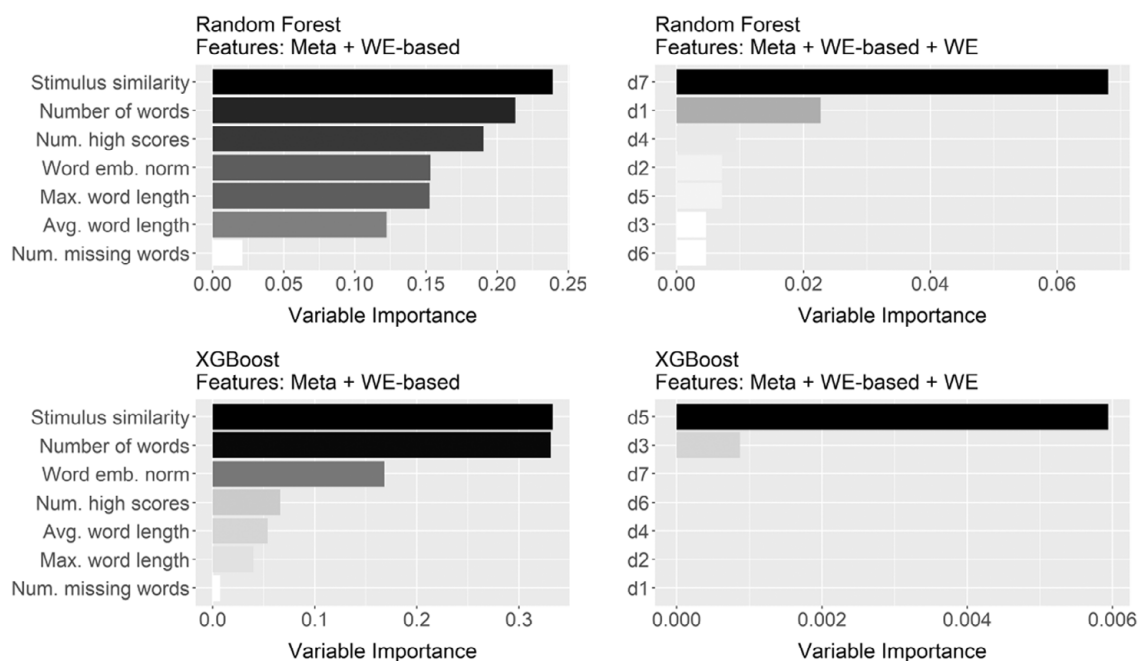 Random Forest
Features: Meta + WE-based
Stimulus similarity
Number of words
Num. high scores
Word emb. norm
Max. word length
Avg. word length
Num. missing words
0.00 0.05 0.10 0.15 0.20 0.25
Variable Importance
Random Forest
Features: Meta + WE-based + WE
d7
d1
d4
d2
d5
d3
d6
0.00 0.02 0.04 0.06
Variable Importance
XGBoost
Features: Meta + WE-based
Stimulus similarity
Number of words
Word emb. norm
Num. high scores
Avg. word length
Max. word length
Num. missing words
0.0 0.1 0.2 0.3
Variable Importance
XGBoost
Features: Meta + WE-based + WE
d5
d3
d7
d6
d4
d2
d1
0.000 0.002 0.004 0.006
Variable Importance